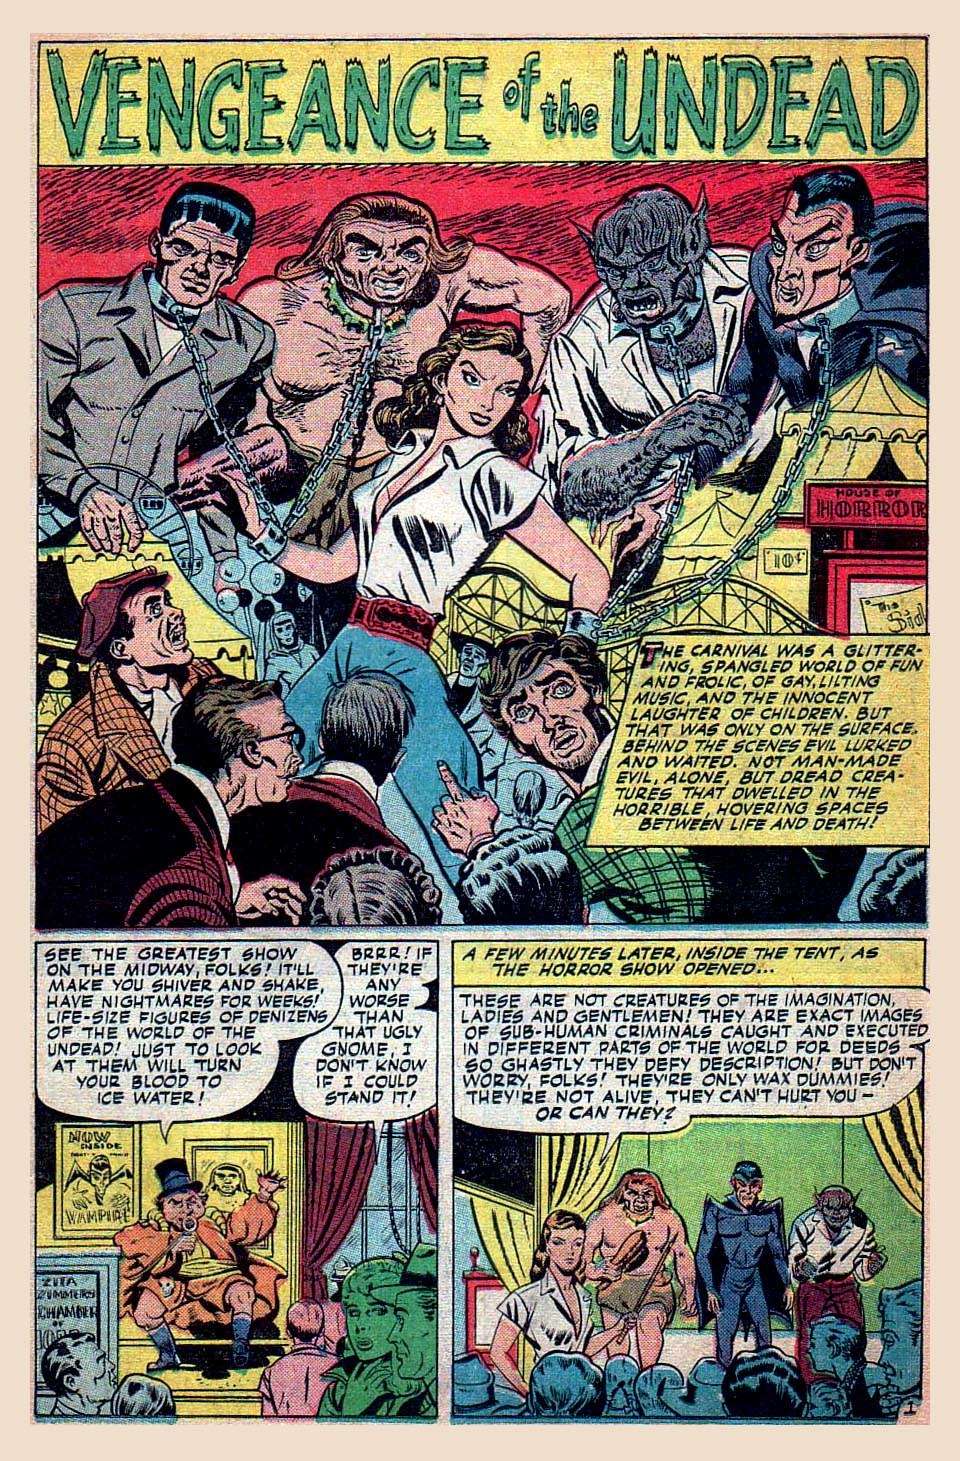 VENGEANCE of the UNDEAD
HOUSE OF
HORROR
10¢
"The
Sid
THE CARNIVAL WAS A GLITTER-
ING, SPANGLED WORLD OF FUN
AND FROLIC, OF GAY, LILTING
MUSIC, AND THE INNOCENT
LAUGHTER OF CHILDREN. BUT
THAT WAS ONLY ON THE SURFACE.
BEHIND THE SCENES EVIL LURKED
AND WAITED. NOT MAN-MADE
EVIL, ALONE, BUT DREAD CREA-
TURES THAT DWELLED IN THE
HORRIBLE, HOVERING SPACES
BETWEEN LIFE AND DEATH!
SEE THE GREATEST SHOW
ON THE MIDWAY, FOLKS! IT'LL
MAKE YOU SHIVER AND SHAKE,
HAVE NIGHTMARES FOR WEEKS!
LIFE-SIZE FIGURES OF DENIZENS
OF THE WORLD OF THE
UNDEAD! JUST TO LOOK
AT THEM WILL TURN
YOUR BLOOD TO
ICE WATER!
BRRR! IF
THEY'RE
ANY
WORSE
THAN
THAT UGLY
GNOME, I
DON'T KNOW
IF I COULD
STAND IT!
NOW
INSIDE
VAMPIRE
ZITA
ZIMMER'S
CHAMBER
OF
HORR
A FEW MINUTES LATER, INSIDE THE TENT, AS
THE HORROR SHOW OPENED...
THESE ARE NOT CREATURES OF THE IMAGINATION,
LADIES AND GENTLEMEN! THEY ARE EXACT IMAGES
OF SUB-HUMAN CRIMINALS CAUGHT AND EXECUTED
IN DIFFERENT PARTS OF THE WORLD FOR DEEDS -
SO GHASTLY THEY DEFY DESCRIPTION! BUT DON'T
WORRY, FOLKS! THEY'RE ONLY WAX DUMMIES!
THEY'RE NOT ALIVE, THEY CAN'T HURT YOU —
OR CAN THEY?
1